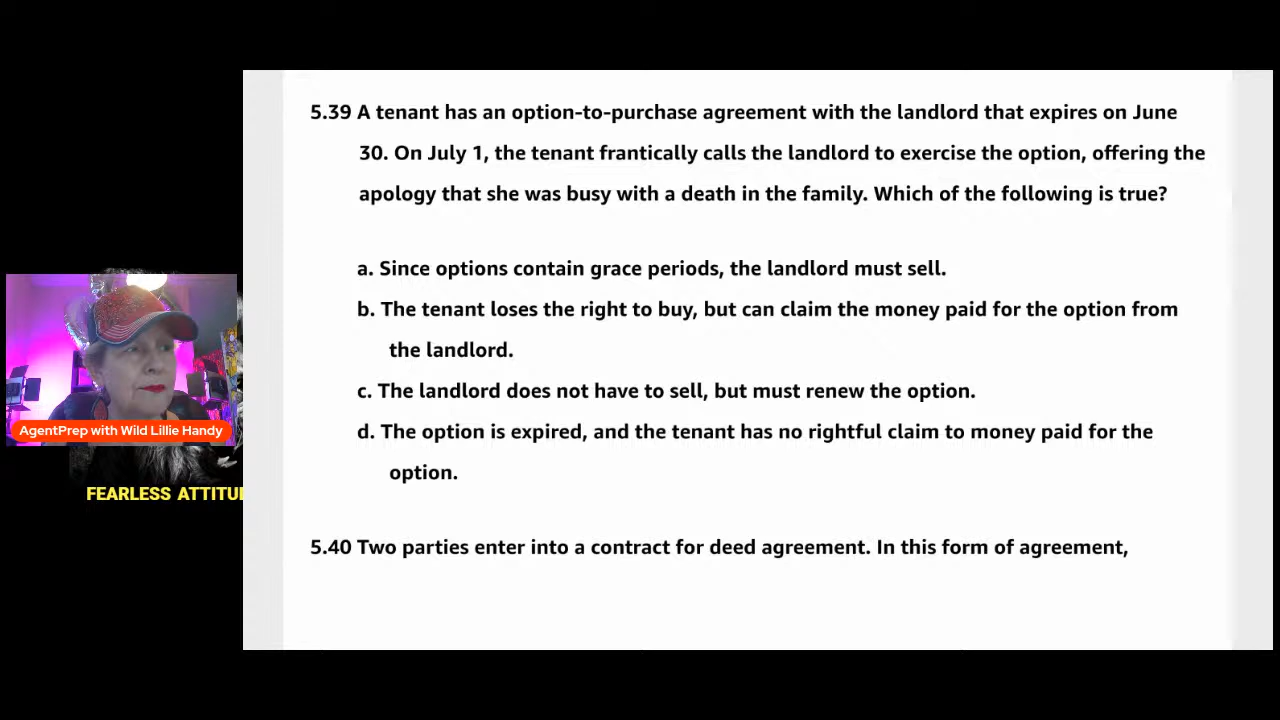 5.39 A tenant has an option-to-purchase agreement with the landlord that expires on June
30. On July 1, the tenant frantically calls the landlord to exercise the option, offering the
apology that she was busy with a death in the family. Which of the following is true?
a. Since options contain grace periods, the landlord must sell.
b. The tenant loses the right to buy, but can claim the money paid for the option from
the landlord.
c. The landlord does not have to sell, but must renew the option.
d. The option is expired, and the tenant has no rightful claim to money paid for the
option.
5.40 Two parties enter into a contract for deed agreement. In this form of agreement,
AgentPrep with Wild Lillie Handy
FEARLESS